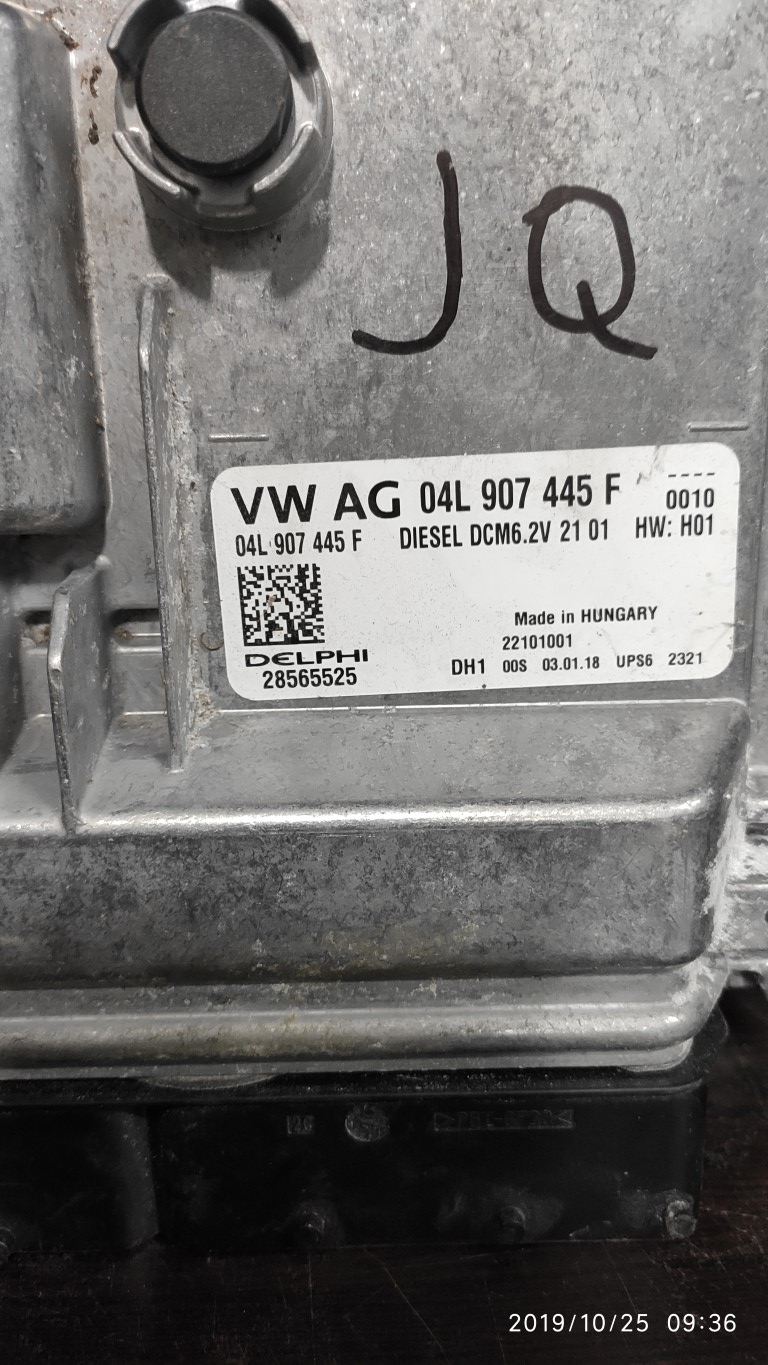 JQ
VW AG 04L 907 445 F ----
0010
04L 907 445 F DIESEL DCM6.2V 21 01 HW: H01
Made in HUNGARY
22101001
DELPHI
28565525
DH1 00S 03.01.18 UPS6 2321
2019/10/25 09:36